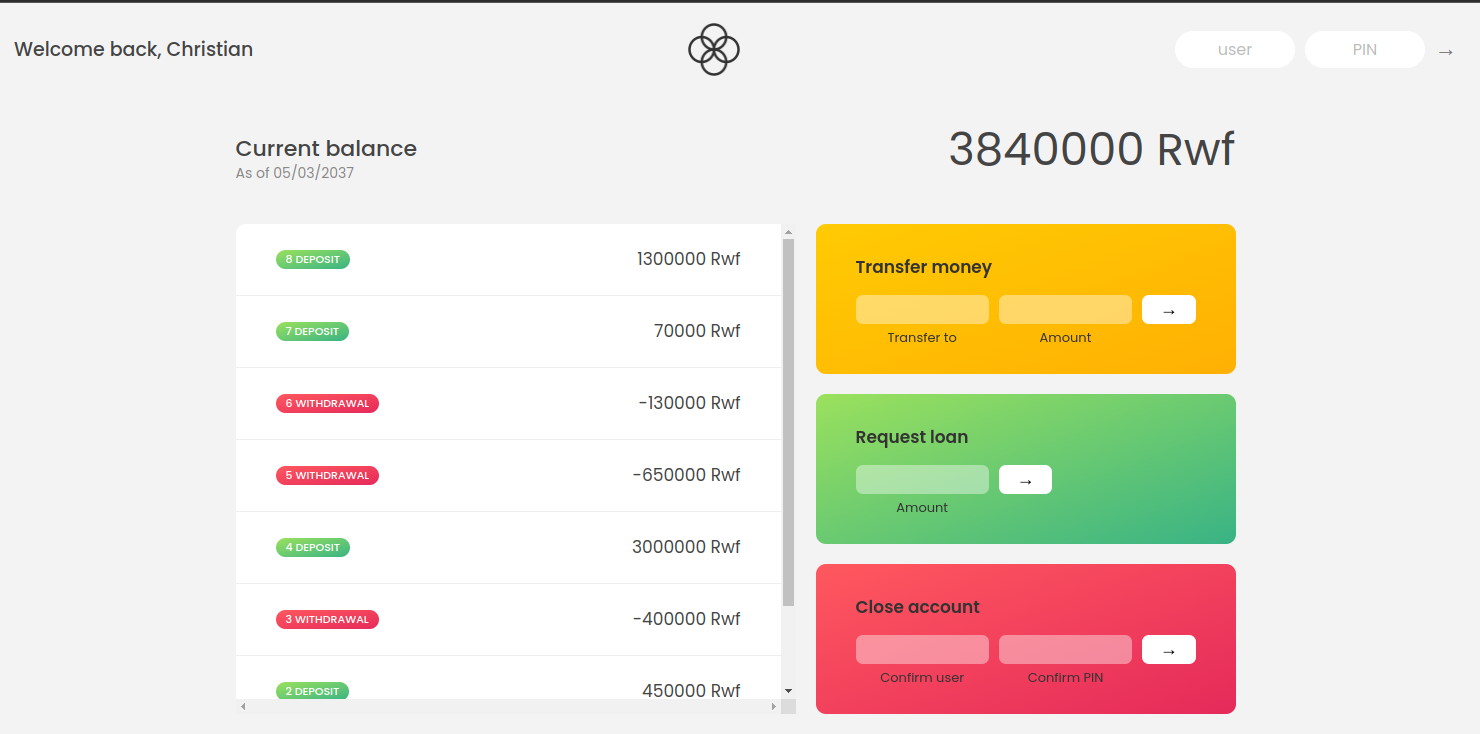 Welcome back, Christian
user
PIN
→
Current balance
As of 05/03/2037
3840000 Rwf
8 DEPOSIT
1300000 Rwf
7 DEPOSIT
70000 Rwf
6 WITHDRAWAL
-130000 Rwf
5 WITHDRAWAL
-650000 Rwf
4 DEPOSIT
3000000 Rwf
3 WITHDRAWAL
-400000 Rwf
2 DEPOSIT
450000 Rwf
Transfer money
→
Transfer to
Amount
Request loan
→
Amount
Close account
→
Confirm user
Confirm PIN